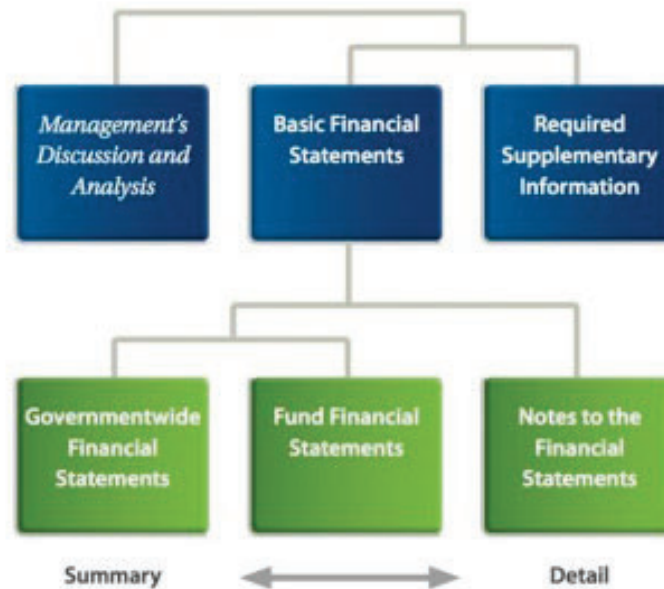 Management's
Discussion and
Analysis
Basic Financial
Statements
Required
Supplementary
Information
Governmentwide
Financial
Statements
Fund Financial
Statements
Notes to the
Financial
Statements
Summary
Detail